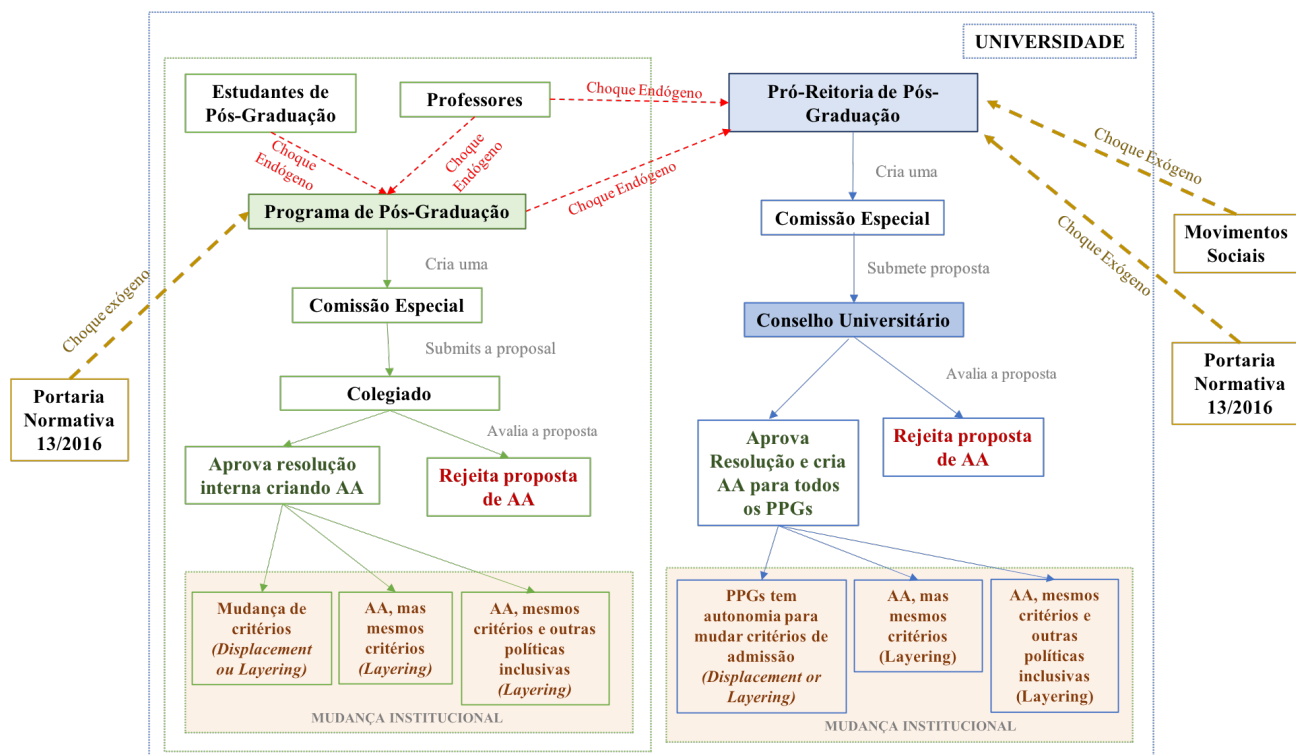 UNIVERSIDADE
Estudantes de
Pós-Graduação
Professores
Choque Endógeno
Pró-Reitoria de Pós-
Graduação
Choque
Endógeno
Choque
Endógeno
Choque Endógeno
Choque Exógeno
Choque Exógeno
Movimentos
Sociais
Portaria
Normativa
13/2016
Choque exógeno
Portaria
Normativa
13/2016
Programa de Pós-Graduação
Cria uma
Comissão Especial
Submits a proposal
Colegiado
Avalia a proposta
Aprova resolução
interna criando AA
Rejeita proposta
de AA
Mudança de
critérios
(Displacement
ou Layering)
AA, mas
mesmos
critérios
(Layering)
AA, mesmos
critérios e outras
políticas
inclusivas
(Layering)
MUDANÇA INSTITUCIONAL
Cria uma
Comissão Especial
Submete proposta
Conselho Universitário
Avalia a proposta
Aprova
Resolução e cria
AA para todos
os PPGs
Rejeita proposta
de AA
PPGs tem
autonomia para
mudar critérios de
admissão
(Displacement or
Layering)
AA, mas
mesmos
critérios
(Layering)
AA, mesmos
critérios e
outras
políticas
inclusivas
(Layering)
MUDANÇA INSTITUCIONAL